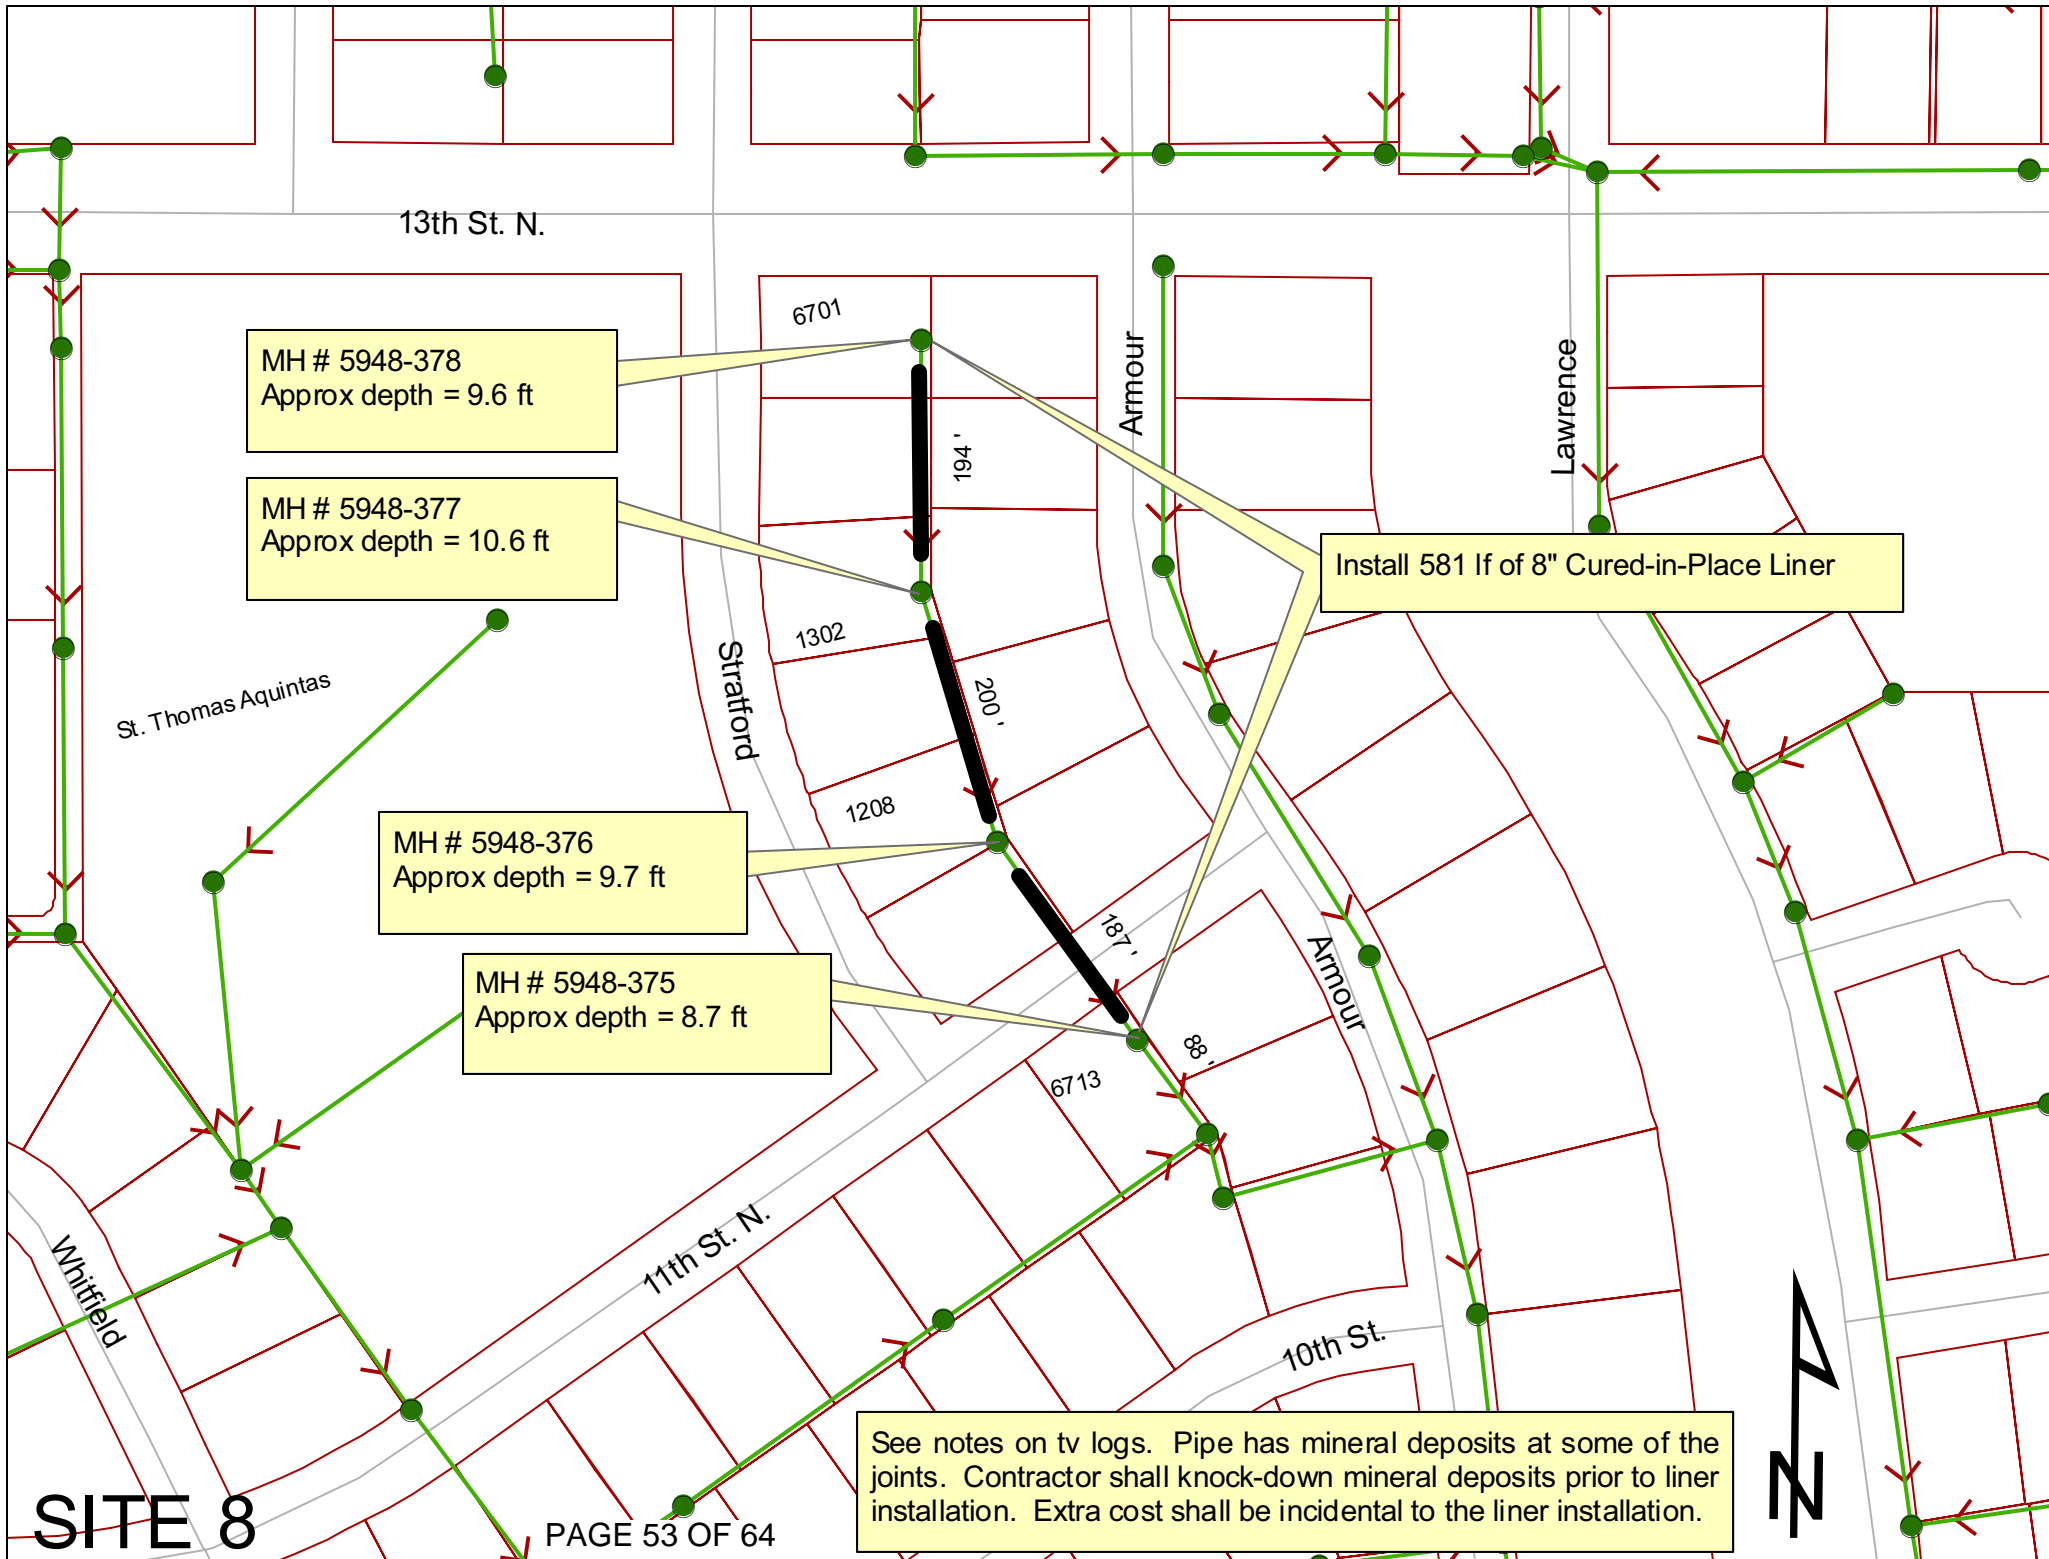 13th St. N.
6701
MH # 5948-378
Approx depth = 9.6 ft
Armour
Lawrence
194 '
MH # 5948-377
Approx depth = 10.6 ft
Install 581 lf of 8" Cured-in-Place Liner
1302
Stratford
200 '
St. Thomas Aquintas
1208
MH # 5948-376
Approx depth = 9.7 ft
187 '
Armour
MH # 5948-375
Approx depth = 8.7 ft
88 '
6713
11th St. N.
Whitfield
10th St.
See notes on tv logs. Pipe has mineral deposits at some of the
joints. Contractor shall knock-down mineral deposits prior to liner
installation. Extra cost shall be incidental to the liner installation.
N
SITE 8
PAGE 53 OF 64